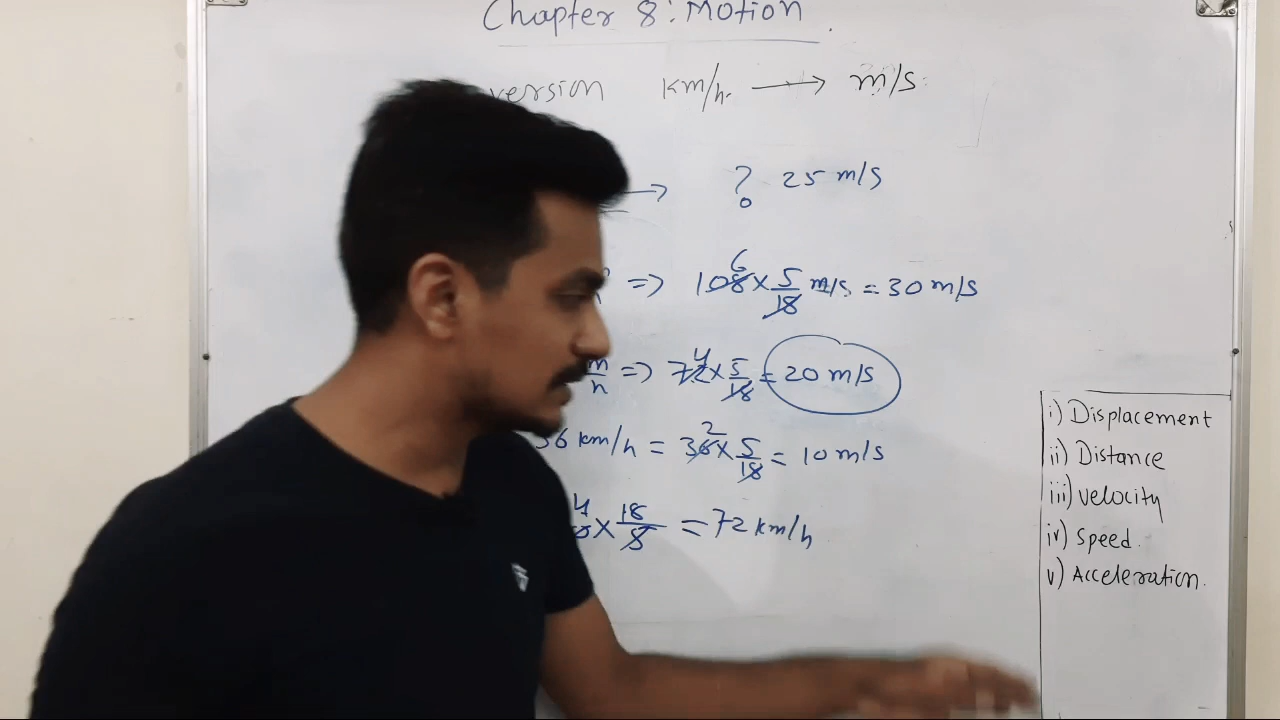 Chapter 8: Motion
version km/h. → m/s.
→ ? 25 m/s
=> 108 6 × 5/18 m/s. = 30 m/s
m/h => 72 4 × 5/18 = 20 m/s
36 km/h = 36 2 × 5/18 = 10 m/s
4 × 18/5 = 72 km/h
i) Displacement
ii) Distance
iii) velocity
iv) Speed.
v) Acceleration.